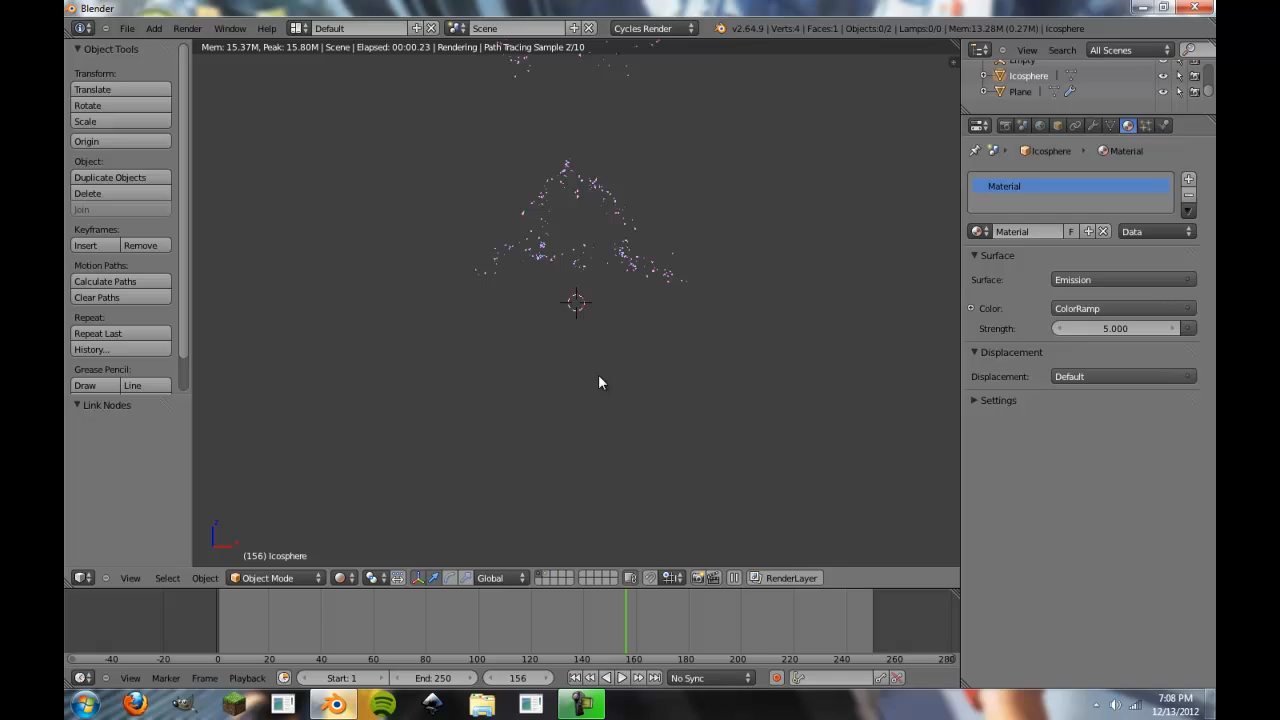 Blender
File Add Render Window Help Default Scene Cycles Render v2.64.9 | Verts:4 | Faces:1 | Objects:0/2 | Lamps:0/0 | Mem:13.28M (0.27M) | Icosphere
Object Tools
Mem: 15.37M, Peak: 15.80M | Scene | Elapsed: 00:00.23 | Rendering | Path Tracing Sample 2/10
View Search All Scenes
Empty
Icosphere
Plane
Transform:
Translate
Rotate
Scale
Origin
Object:
Duplicate Objects
Delete
Join
Keyframes:
Insert Remove
Motion Paths:
Calculate Paths
Clear Paths
Repeat:
Repeat Last
History...
Grease Pencil:
Draw Line
Link Nodes
Icosphere Material
Material
Material F Data
Surface
Surface: Emission
Color: ColorRamp
Strength: 5.000
Displacement
Displacement: Default
Settings
z
x
(156) Icosphere
View Select Object Object Mode Global RenderLayer
-40 -20 0 20 40 60 80 100 120 140 160 180 200 220 240 260 280
View Marker Frame Playback Start: 1 End: 250 156 No Sync
7:08 PM
12/13/2012